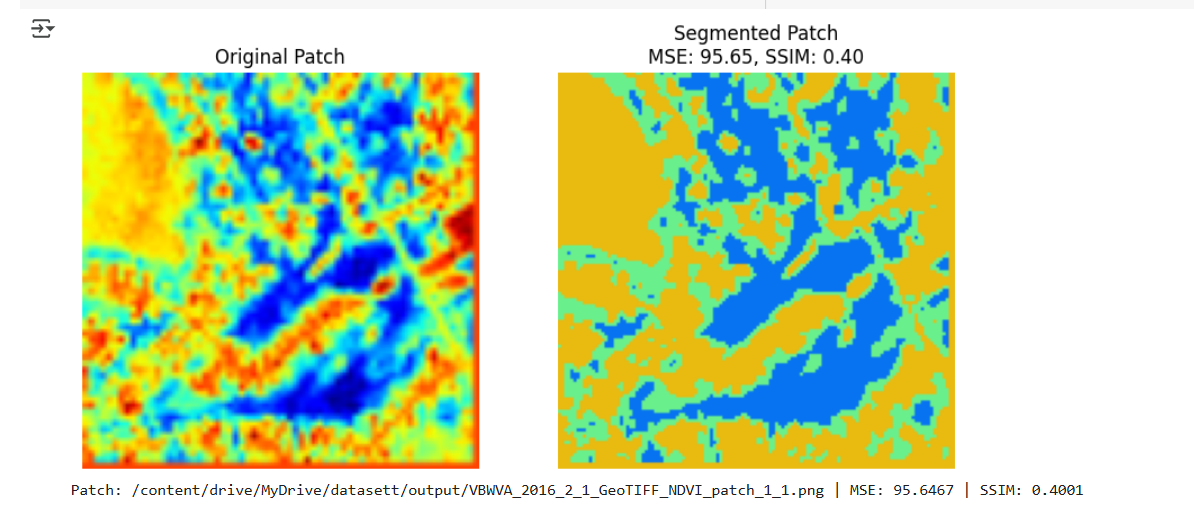 Original Patch
Segmented Patch
MSE: 95.65, SSIM: 0.40
Patch: /content/drive/MyDrive/datasett/output/VBWVA_2016_2_1_GeoTIFF_NDVI_patch_1_1.png | MSE: 95.6467 | SSIM: 0.4001